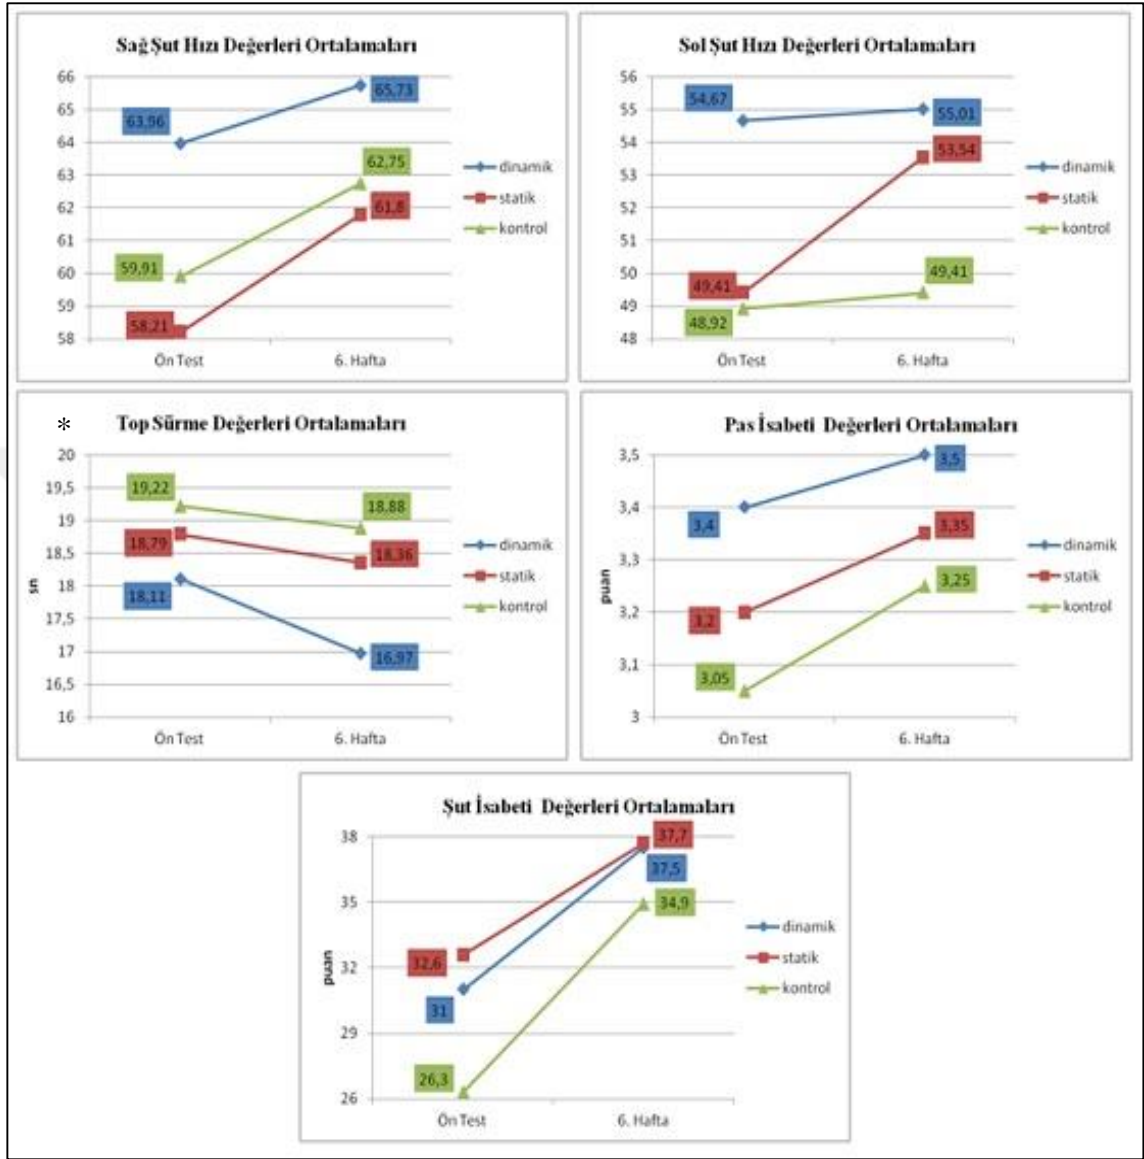 Sağ Şut Hızı Değerleri Ortalamaları
66
65
64
63
62
61
60
59
58
63,96
65,73
62,75
61,8
59,91
58,21
Ön Test
6. Hafta
dinamik
statik
kontrol
Sol Şut Hızı Değerleri Ortalamaları
56
55
54
53
52
51
50
49
48
54,67
55,01
53,54
49,41
49,41
48,92
Ön Test
6. Hafta
dinamik
statik
kontrol
* Top Sürme Değerleri Ortalamaları
sn
20
19,5
19
18,5
18
17,5
17
16,5
16
19,22
18,88
18,79
18,36
18,11
16,97
Ön Test
6. Hafta
dinamik
statik
kontrol
Pas İsabeti Değerleri Ortalamaları
puan
3,5
3,4
3,3
3,2
3,1
3
3,4
3,5
3,35
3,2
3,25
3,05
Ön Test
6. Hafta
dinamik
statik
kontrol
Şut İsabeti Değerleri Ortalamaları
puan
38
35
32
29
26
37,7
37,5
34,9
32,6
31
26,3
Ön Test
6. Hafta
dinamik
statik
kontrol